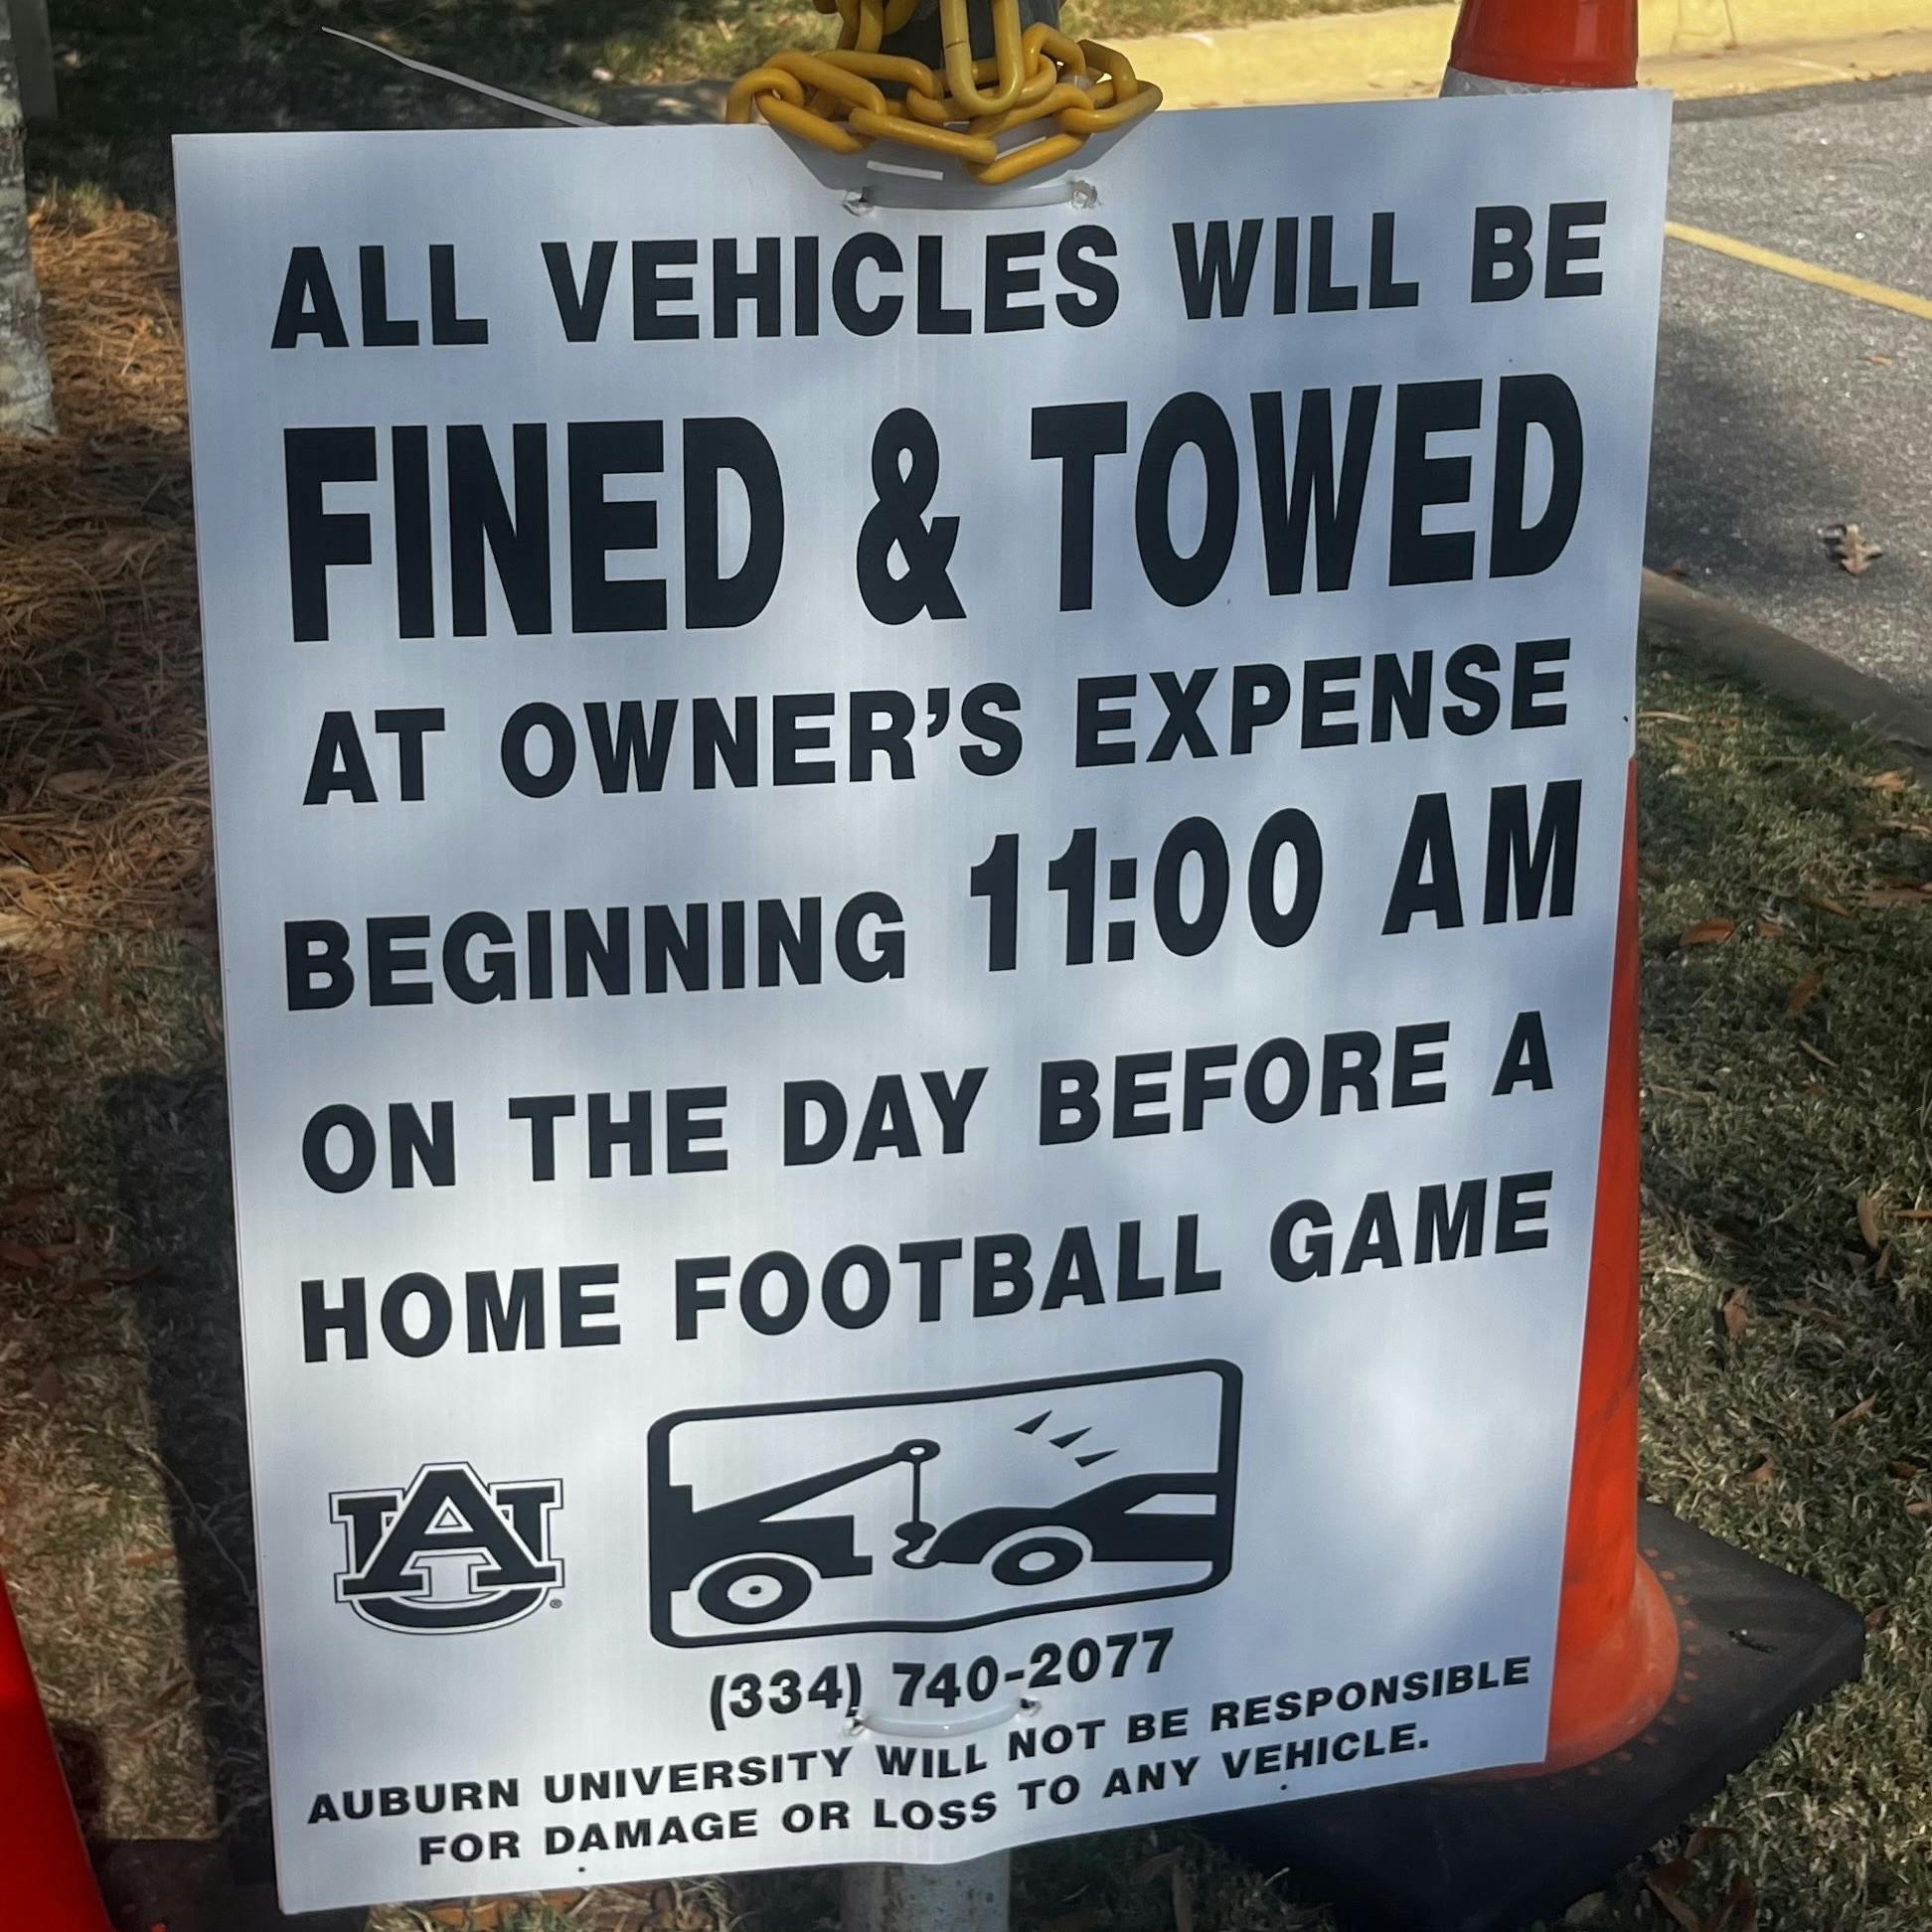 ALL VEHICLES WILL BE
FINED & TOWED
AT OWNER'S EXPENSE
BEGINNING 11:00 AM
ON THE DAY BEFORE A
HOME FOOTBALL GAME
AU
(334) 740-2077
AUBURN UNIVERSITY WILL NOT BE RESPONSIBLE
FOR DAMAGE OR LOSS TO ANY VEHICLE.